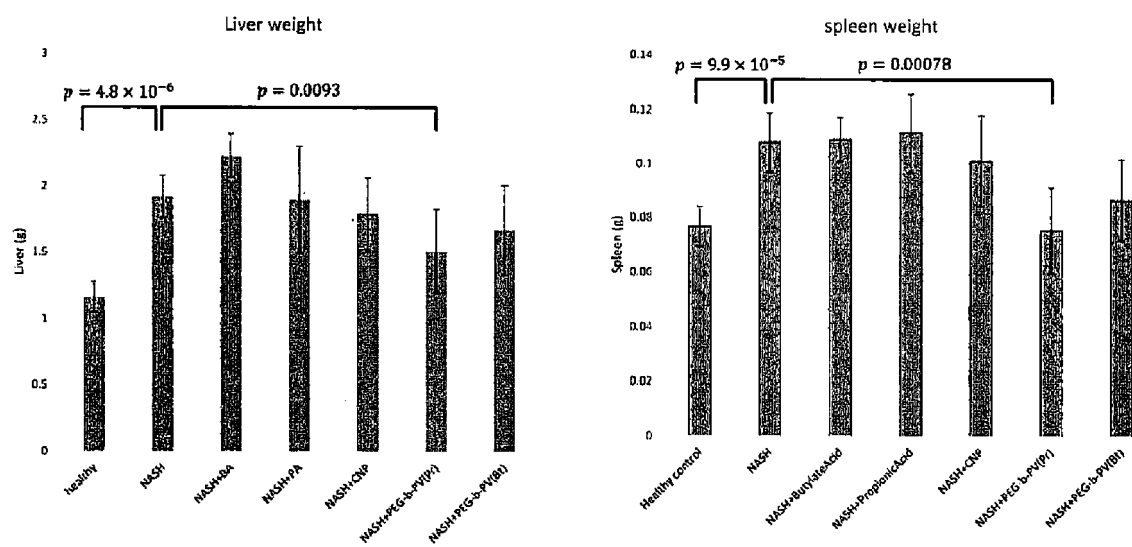 Liver weight
3
p = 4.8 × 10⁻⁶
p = 0.0093
2.5
2
1.5
1
0.5
0
Liver (g)
healthy
NASH
NASH+BA
NASH+PA
NASH+CNP
NASH+PEG-b-PV(Pr)
NASH+PEG-b-PV(Bt)
spleen weight
0.14
p = 9.9 × 10⁻⁵
p = 0.00078
0.12
0.1
0.08
0.06
0.04
0.02
0
Spleen (g)
Healthy control
NASH
NASH+ButylateAcid
NASH+PropionicAcid
NASH+CNP
NASH+PEG-b-PV(Pr)
NASH+PEG-b-PV(Bt)